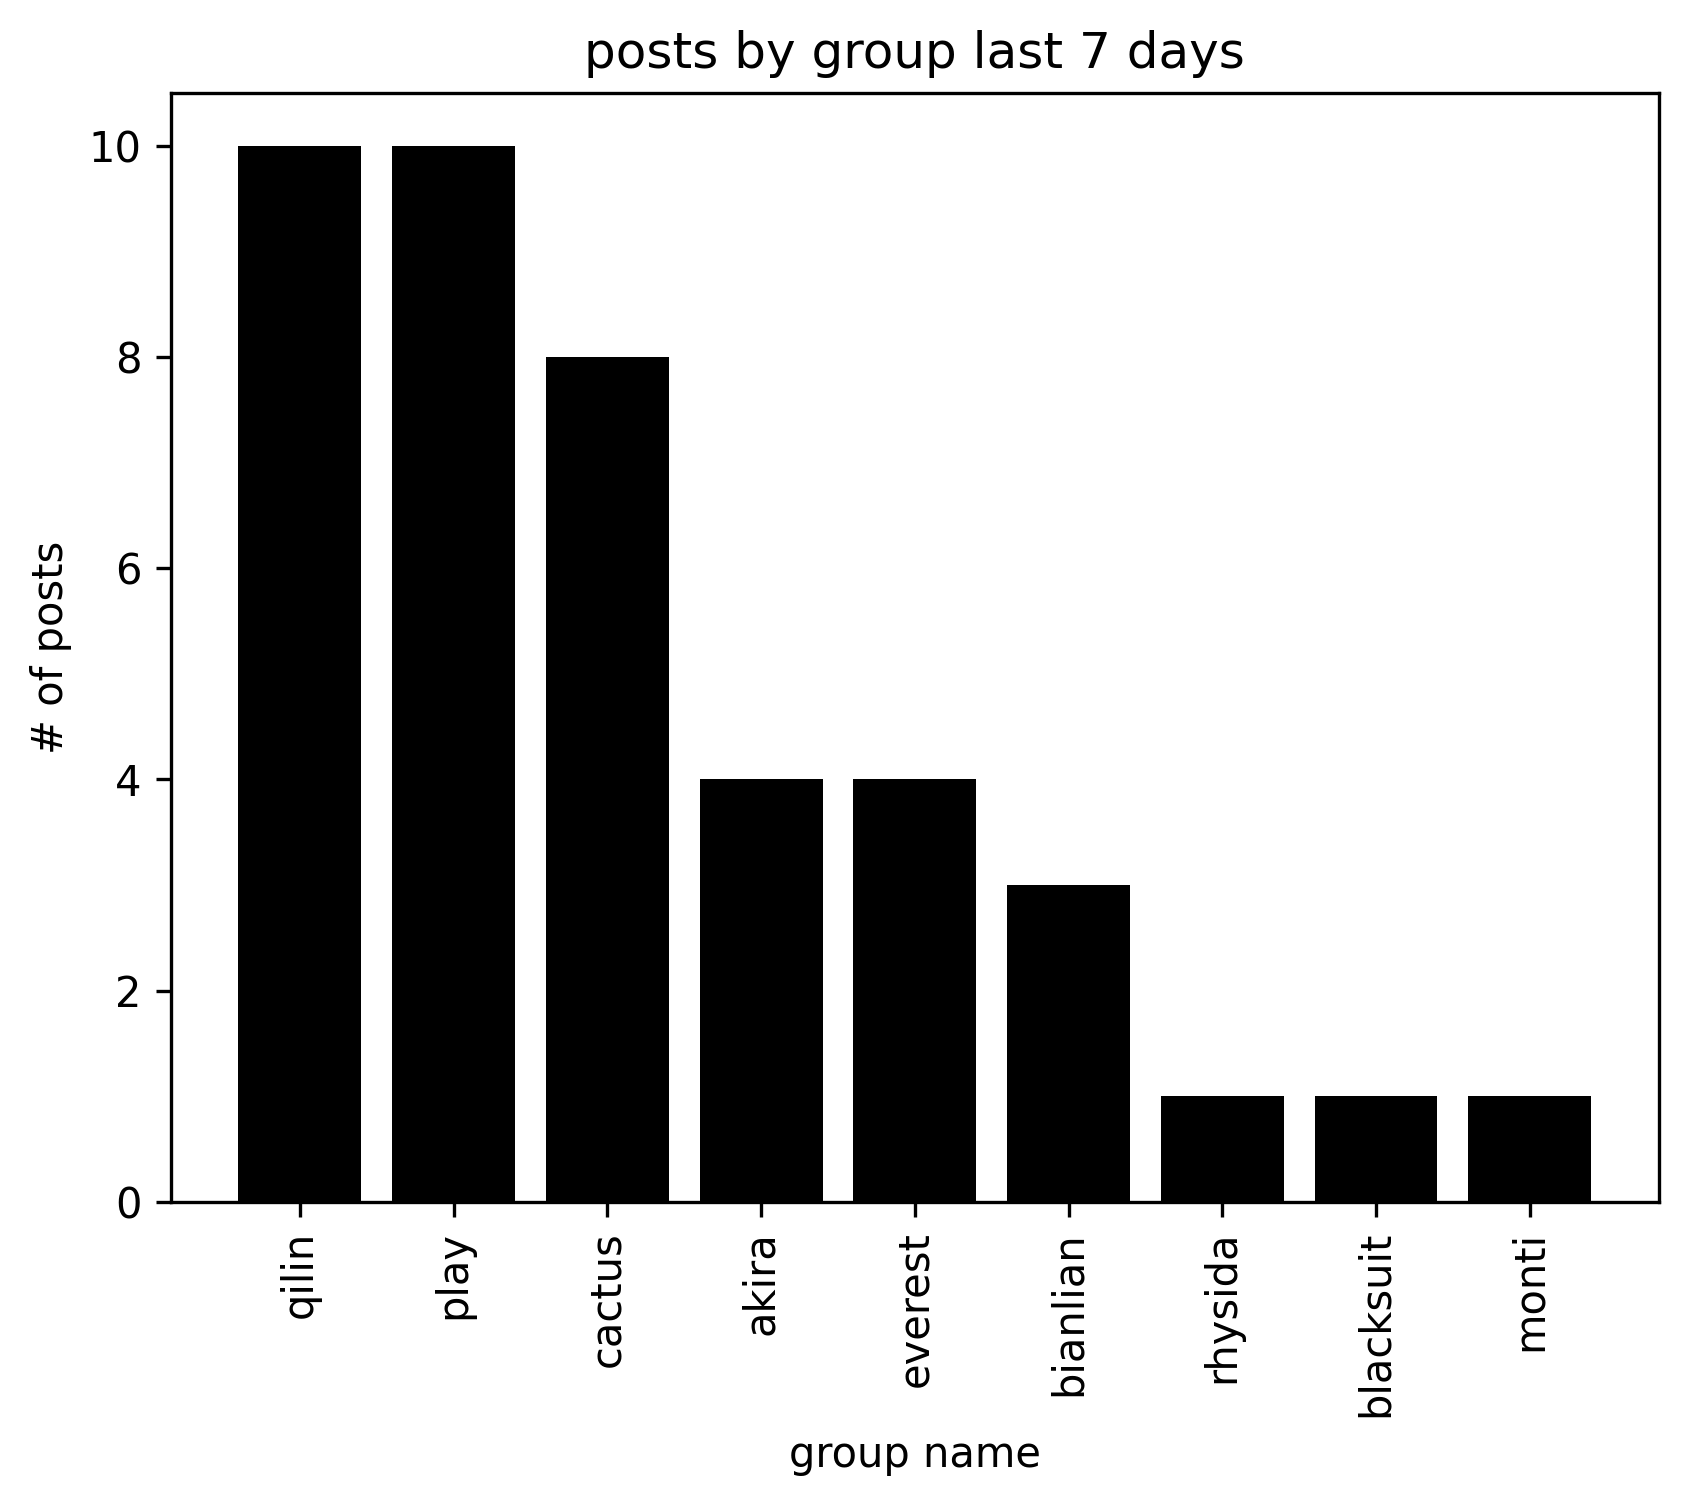 posts by group last 7 days
10
8
6
4
2
0
# of posts
qilin
play
cactus
akira
everest
bianlian
rhysida
blacksuit
monti
group name